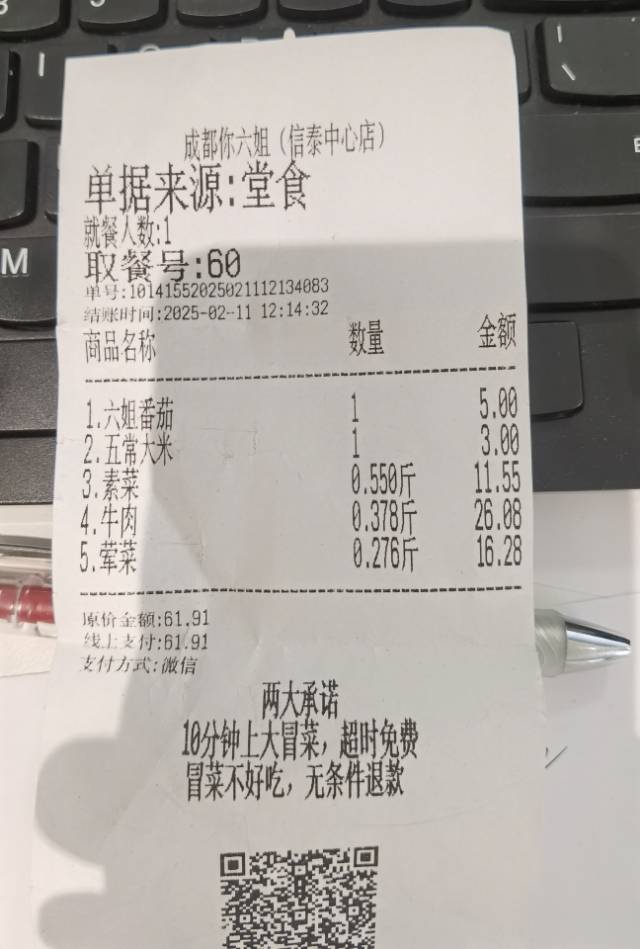 成都你六姐（信泰中心店）
单据来源:堂食
就餐人数:1
取餐号:60
单号:10141552025021112134083
结账时间:2025-02-11 12:14:32
商品名称 数量 金额
1.六姐番茄 1 5.00
2.五常大米 1 3.00
3.素菜 0.550斤 11.55
4.牛肉 0.378斤 26.08
5.荤菜 0.276斤 16.28
原价金额:61.91
线上支付:61.91
支付方式:微信
两大承诺
10分钟上大冒菜，超时免费
冒菜不好吃，无条件退款
M